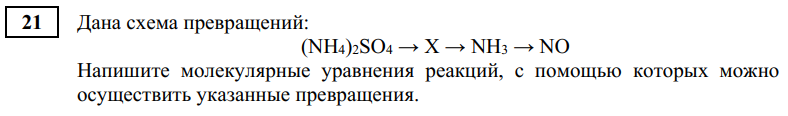 21 Дана схема превращений:
(NH4)2SO4 → X → NH3 → NO
Напишите молекулярные уравнения реакций, с помощью которых можно
осуществить указанные превращения.